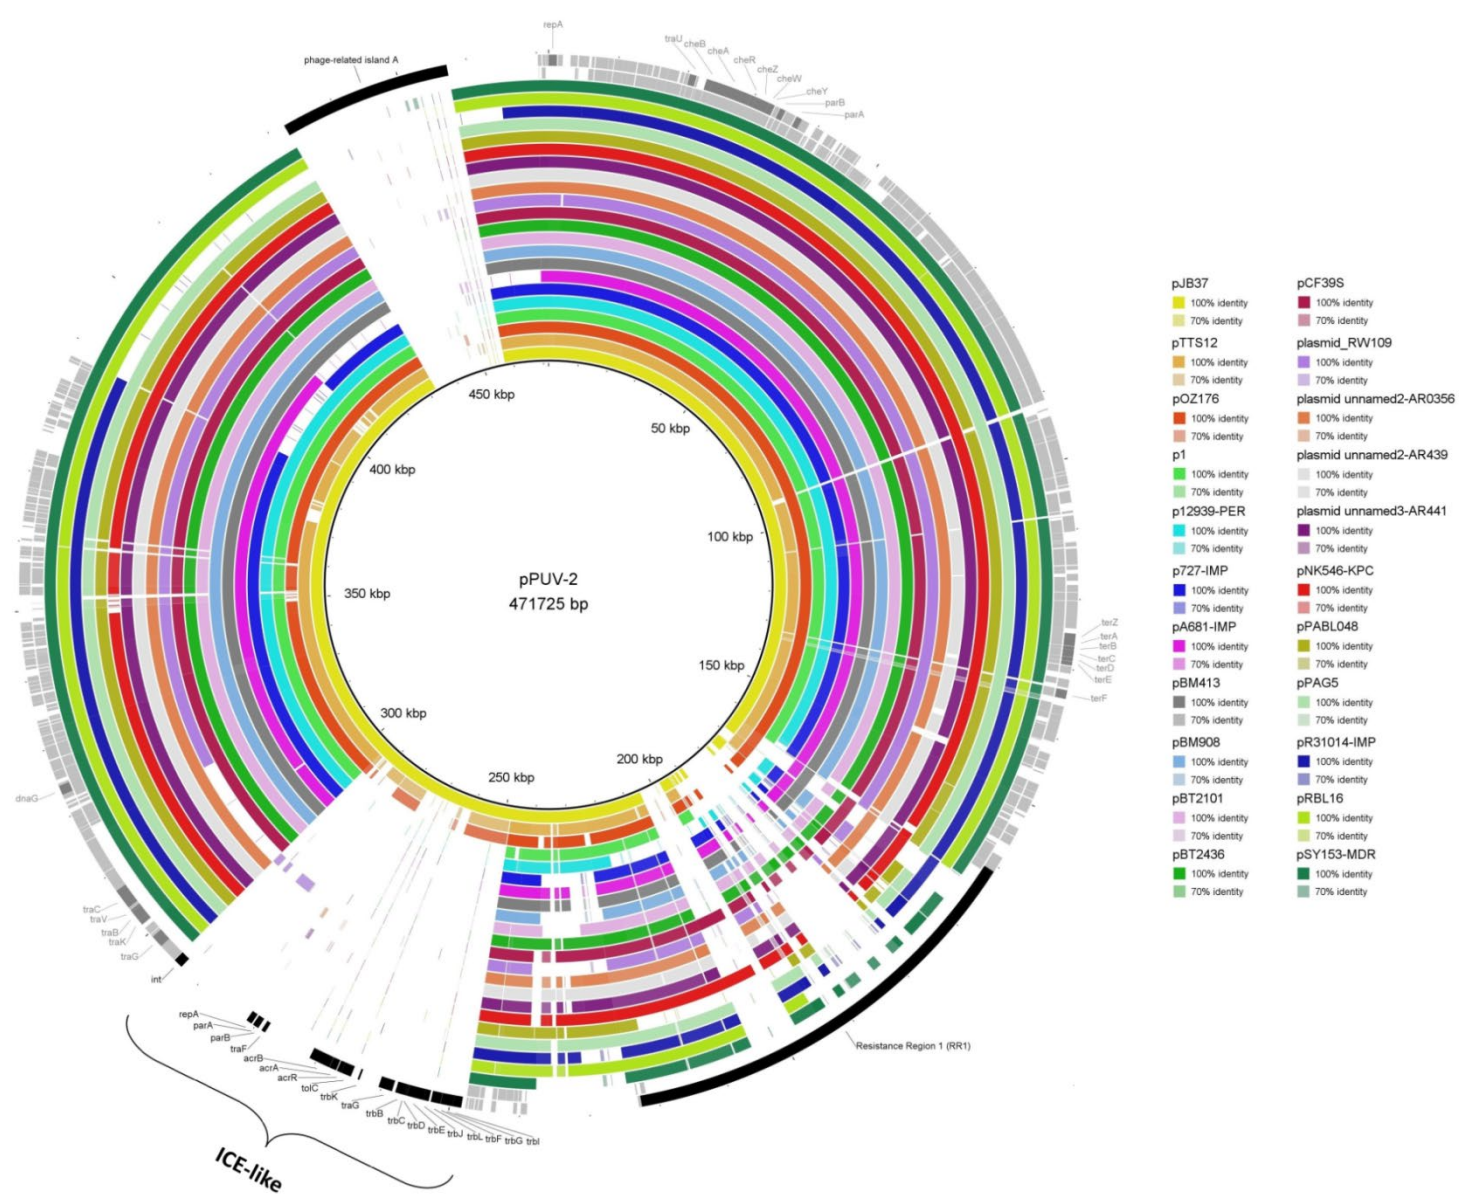 repA
phage-related island A
traU
cheB
cheA
cheR
cheZ
cheW
cheY
parB
parA
450 kbp
50 kbp
400 kbp
100 kbp
pPUV-2
471725 bp
350 kbp
terZ
terA
terB
terC
terD
terE
terF
150 kbp
300 kbp
200 kbp
250 kbp
dnaG
traC
traV
traB
traK
traG
int
repA
parA
parB
traF
acrB
acrA
acrR
tolC
trbK
traG
trbB
trbC
trbD
trbE
trbJ
trbL
trbF
trbG
trbI
Resistance Region 1 (RR1)
ICE-like
pJB37
100% identity
70% identity
pTTS12
100% identity
70% identity
pOZ176
100% identity
70% identity
p1
100% identity
70% identity
p12939-PER
100% identity
70% identity
p727-IMP
100% identity
70% identity
pA681-IMP
100% identity
70% identity
pBM413
100% identity
70% identity
pBM908
100% identity
70% identity
pBT2101
100% identity
70% identity
pBT2436
100% identity
70% identity
pCF39S
100% identity
70% identity
plasmid_RW109
100% identity
70% identity
plasmid unnamed2-AR0356
100% identity
70% identity
plasmid unnamed2-AR439
100% identity
70% identity
plasmid unnamed3-AR441
100% identity
70% identity
pNK546-KPC
100% identity
70% identity
pPABL048
100% identity
70% identity
pPAG5
100% identity
70% identity
pR31014-IMP
100% identity
70% identity
pRBL16
100% identity
70% identity
pSY153-MDR
100% identity
70% identity